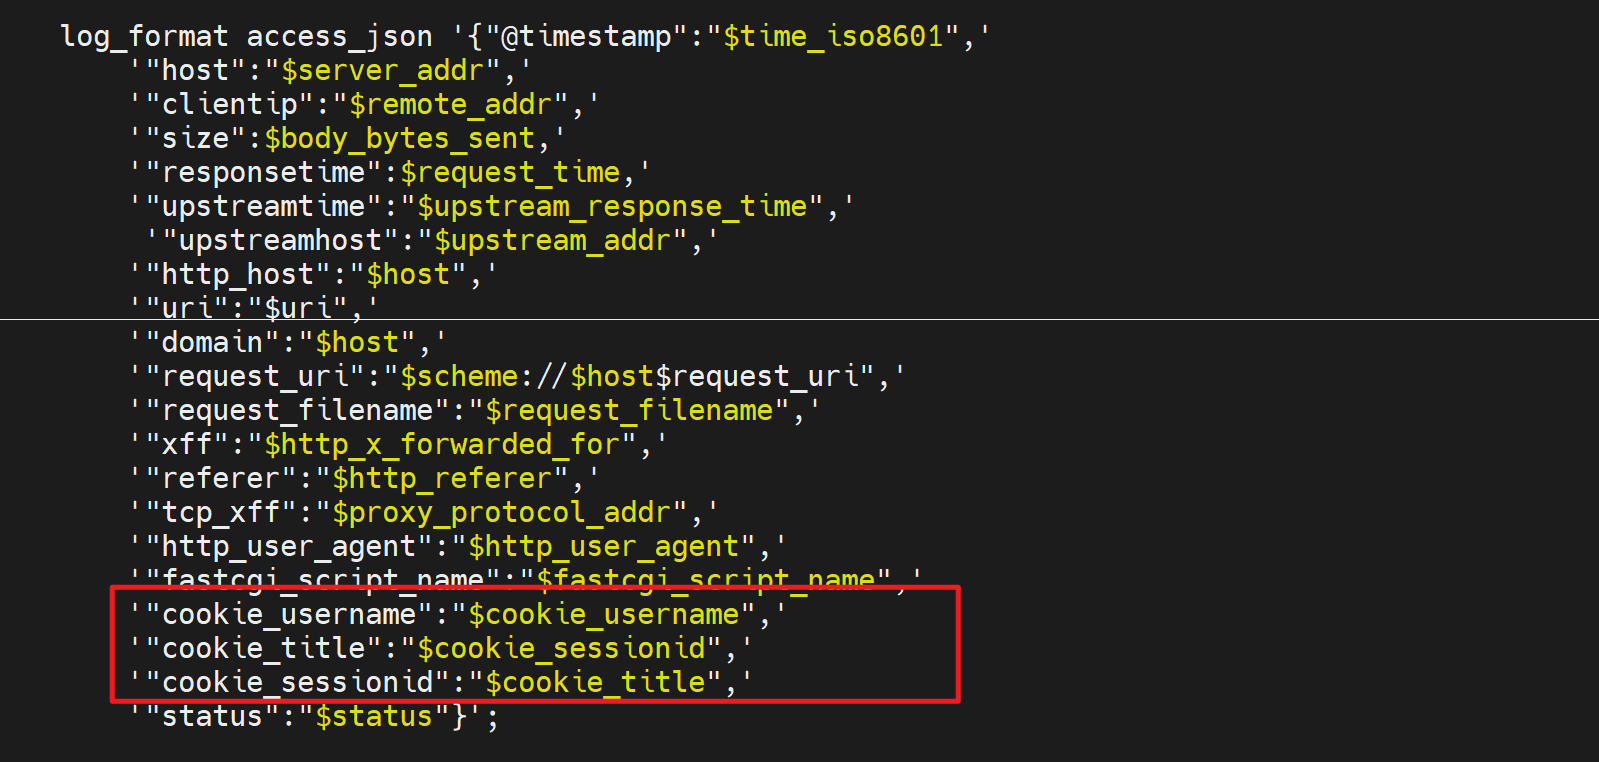 log_format access_json '{"@timestamp":"$time_iso8601",'
'"host":"$server_addr",'
'"clientip":"$remote_addr",'
'"size":$body_bytes_sent,'
'"responsetime":$request_time,'
'"upstreamtime":"$upstream_response_time",'
'"upstreamhost":"$upstream_addr",'
'"http_host":"$host",'
'"uri":"$uri",'
'"domain":"$host",'
'"request_uri":"$scheme://$host$request_uri",'
'"request_filename":"$request_filename",'
'"xff":"$http_x_forwarded_for",'
'"referer":"$http_referer",'
'"tcp_xff":"$proxy_protocol_addr",'
'"http_user_agent":"$http_user_agent",'
'"fastcgi_script_name":"$fastcgi_script_name",'
'"cookie_username":"$cookie_username",'
'"cookie_title":"$cookie_sessionid",'
'"cookie_sessionid":"$cookie_title",'
'"status":"$status"}';